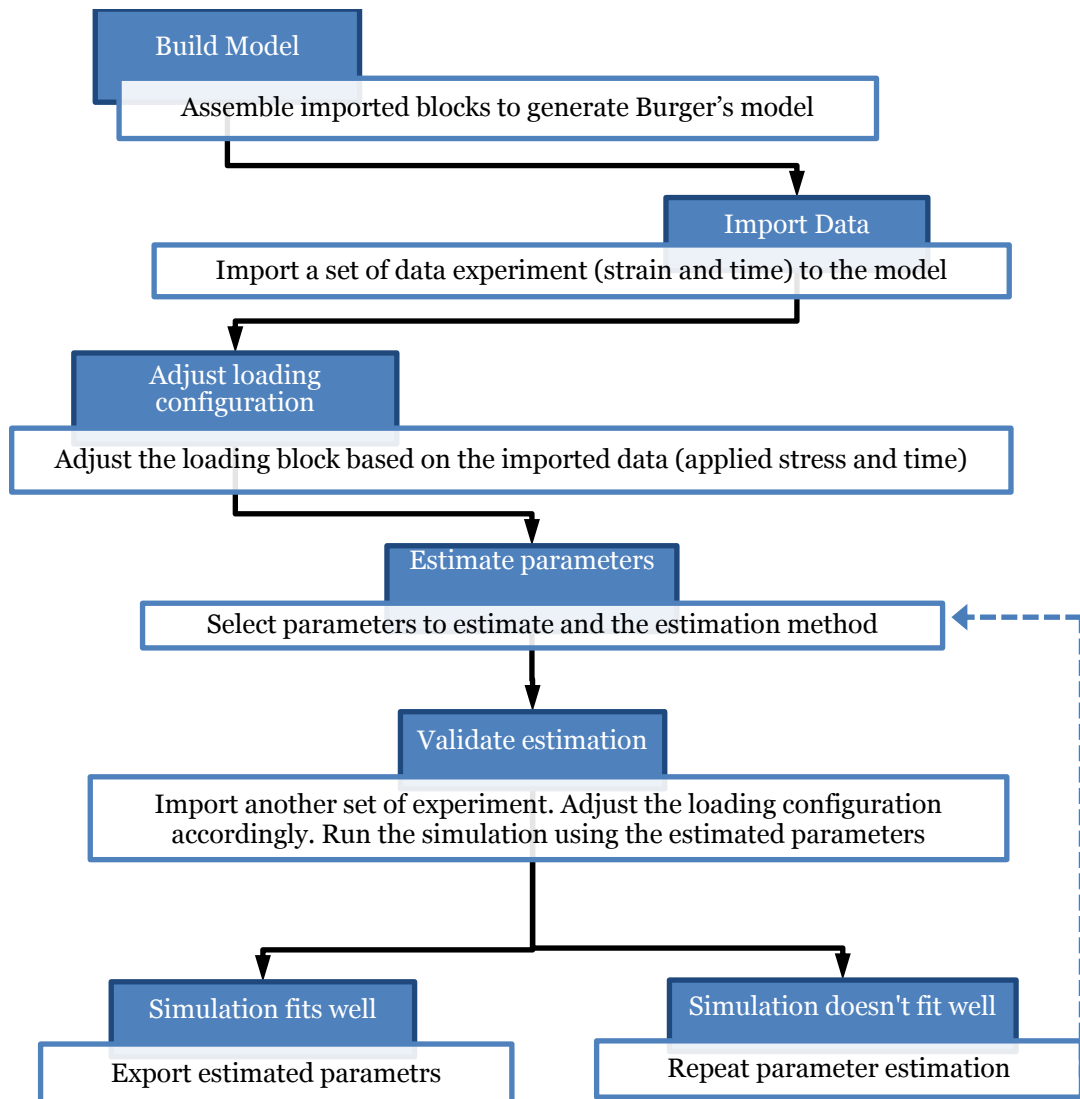 Build Model
Assemble imported blocks to generate Burger’s model
Import Data
Import a set of data experiment (strain and time) to the model
Adjust loading
configuration
Adjust the loading block based on the imported data (applied stress and time)
Estimate parameters
Select parameters to estimate and the estimation method
Validate estimation
Import another set of experiment. Adjust the loading configuration
accordingly. Run the simulation using the estimated parameters
Simulation fits well
Export estimated parametrs
Simulation doesn't fit well
Repeat parameter estimation